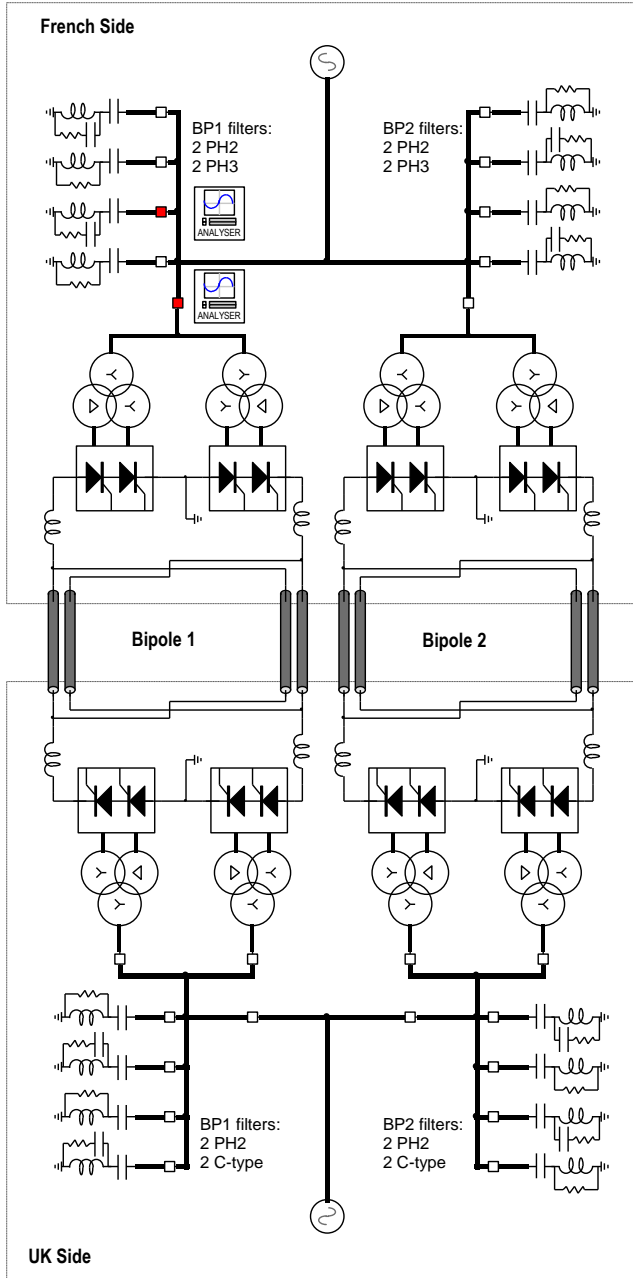 French Side
BP1 filters:
2 PH2
2 PH3
BP2 filters:
2 PH2
2 PH3
ANALYSER
ANALYSER
Bipole 1
Bipole 2
BP1 filters:
2 PH2
2 C-type
BP2 filters:
2 PH2
2 C-type
UK Side